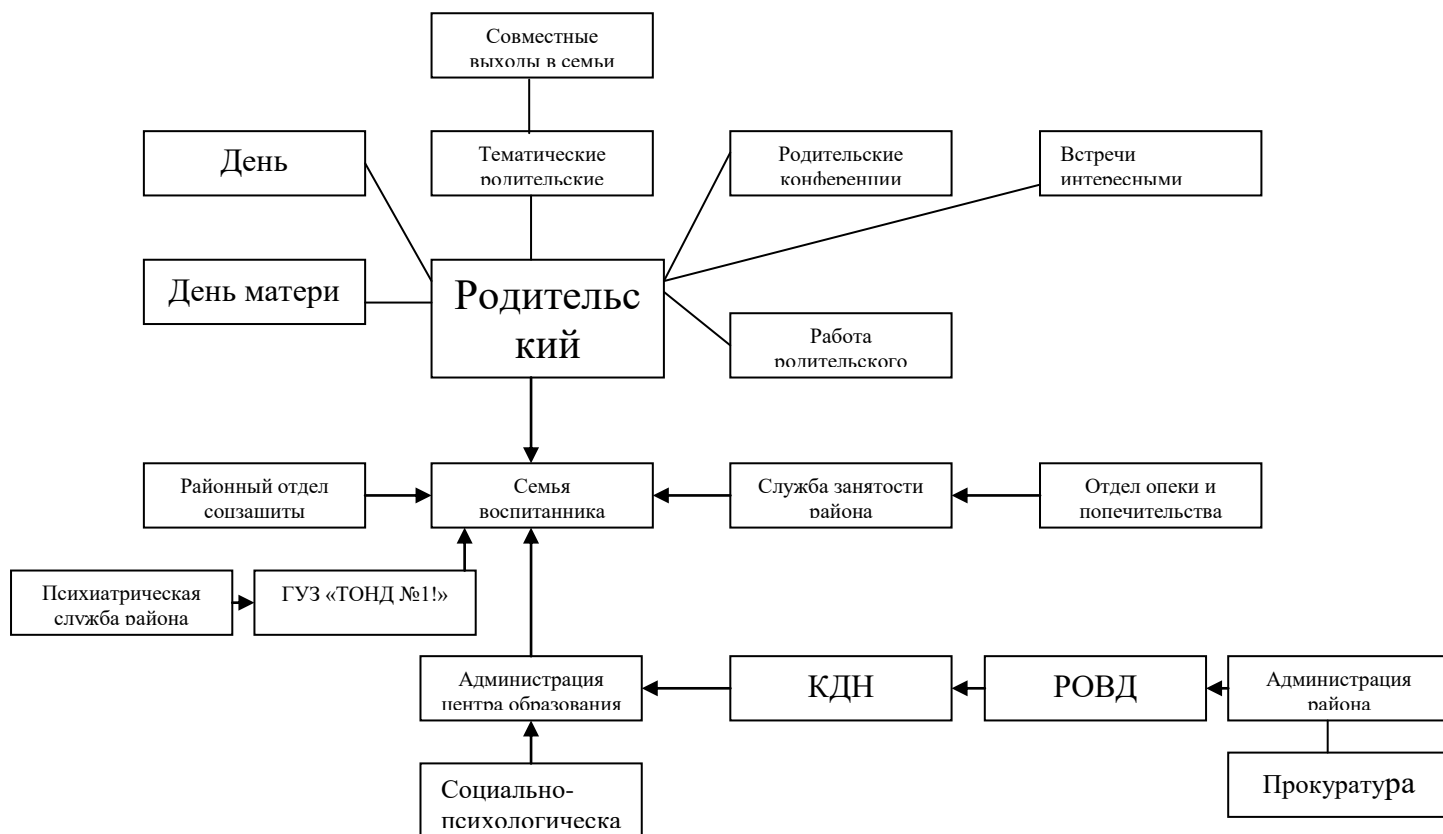 Совместные
выходы в семьи
День
Тематические
родительские
Родительские
конференции
Встречи
интересными
День матери
Родительс
кий
Работа
родительского
Районный отдел
соцзащиты
Семья
воспитанника
Служба занятости
района
Отдел опеки и
попечительства
Психиатрическая
служба района
ГУЗ «ТОНД №1!»
Администрация
центра образования
КДН
РОВД
Администрация
района
Социально-
психологическа
Прокуратура